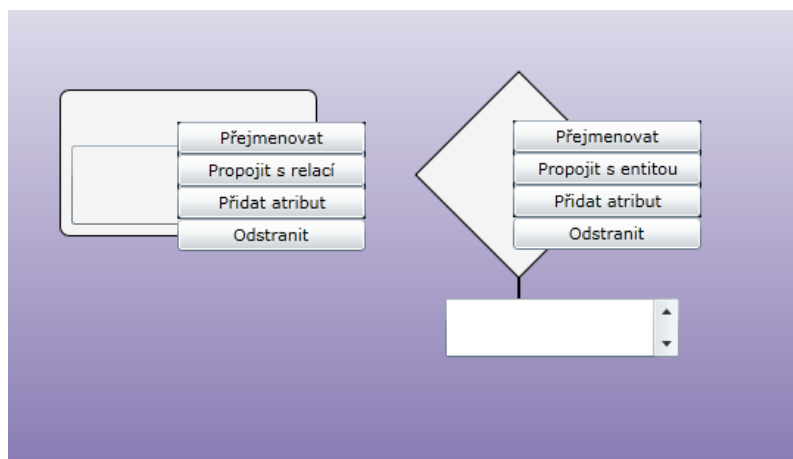 Přejmenovat
Propojit s relací
Přidat atribut
Odstranit
Přejmenovat
Propojit s entitou
Přidat atribut
Odstranit